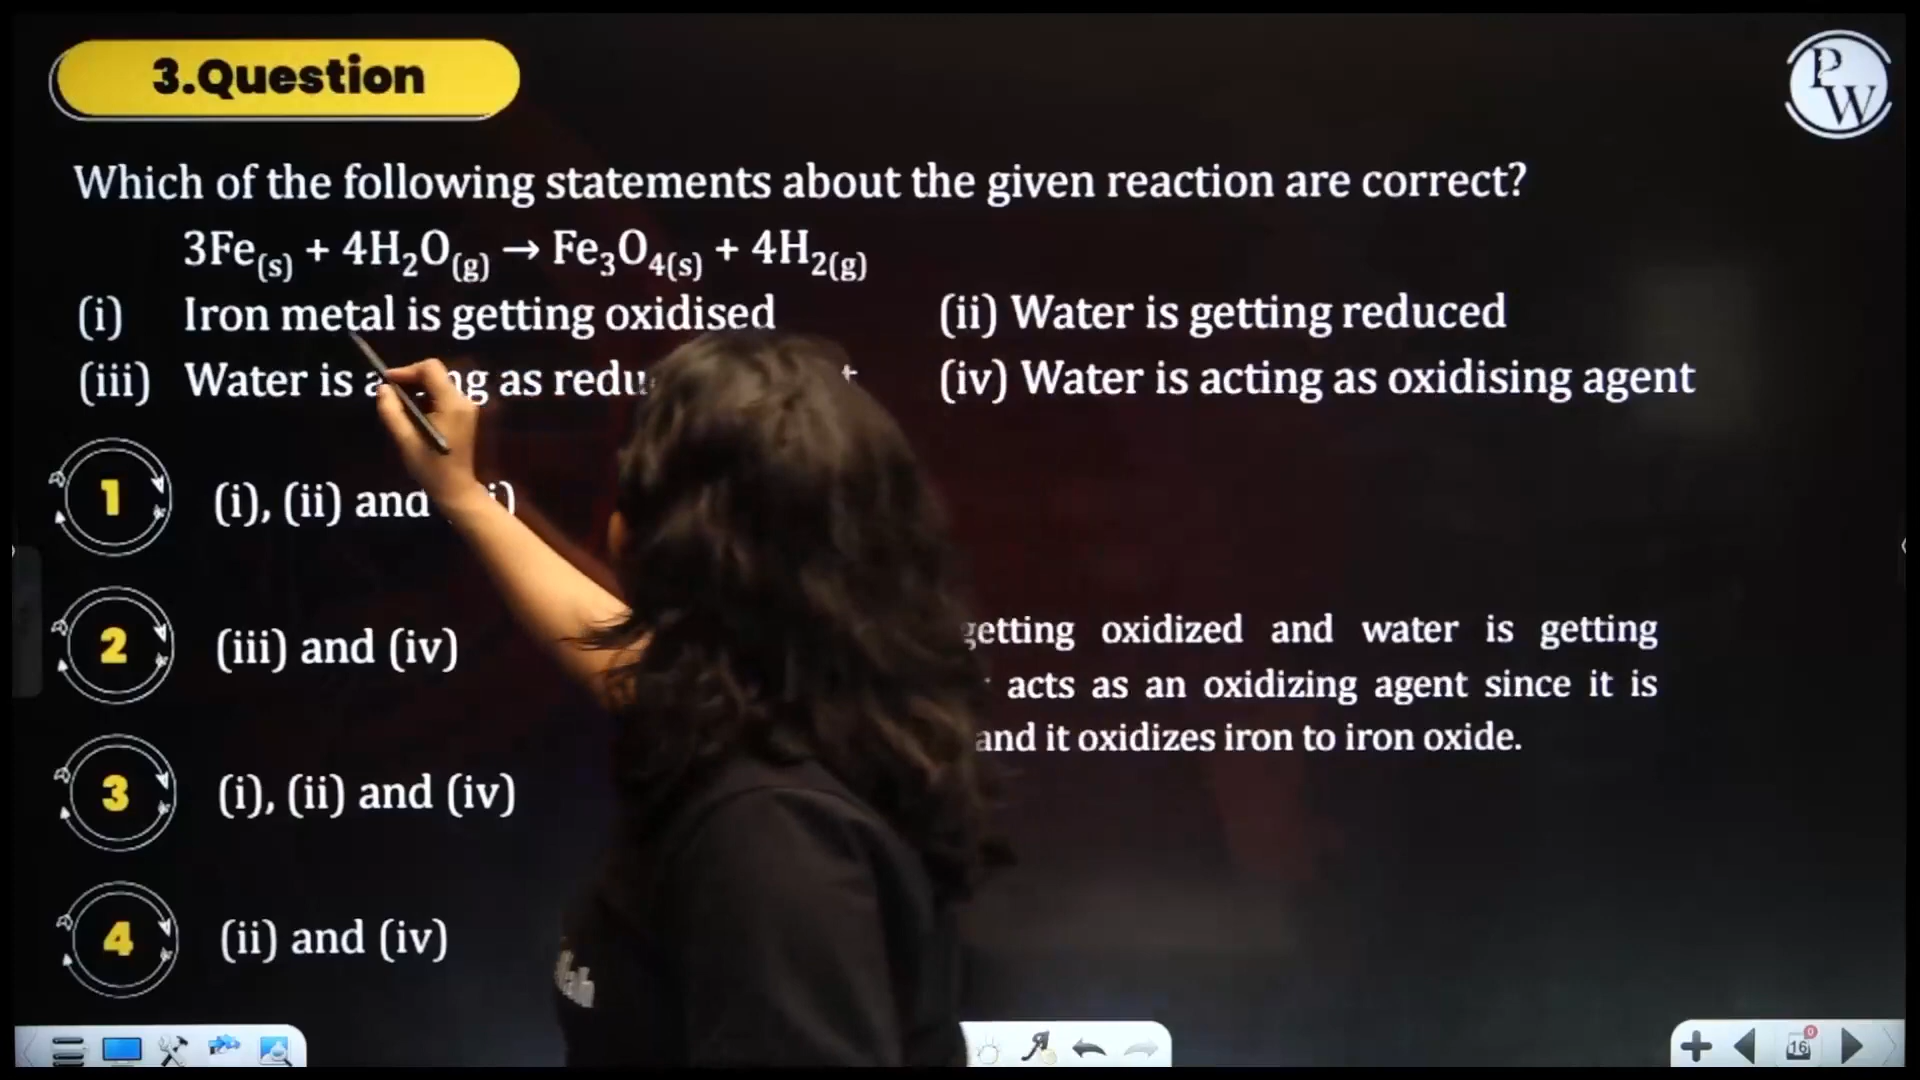 3.Question
P
W
Which of the following statements about the given reaction are correct?
3Fe(s) + 4H₂O(g) → Fe₃O₄(s) + 4H₂(g)
(i) Iron metal is getting oxidised (ii) Water is getting reduced
(iii) Water is as (iv) Water is acting as oxidising agent
1 (i), (ii) and
2 (iii) and (iv)
getting oxidized and water is getting
acts as an oxidizing agent since it is
and it oxidizes iron to iron oxide.
3 (i), (ii) and (iv)
4 (ii) and (iv)
16
0